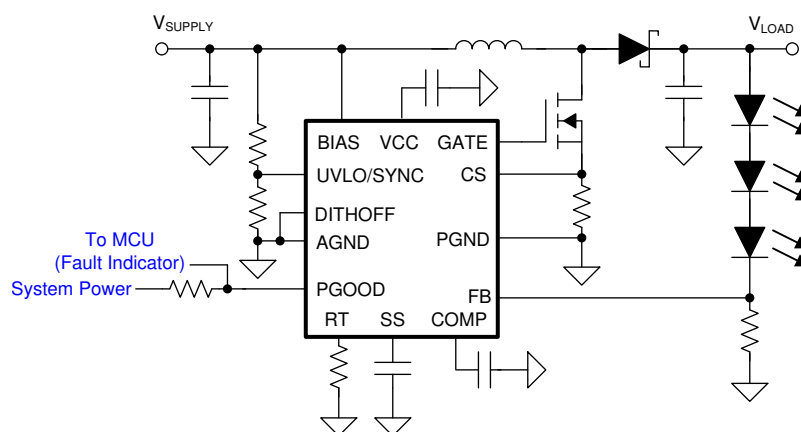 VSUPPLY
VLOAD
BIAS VCC GATE
UVLO/SYNC CS
DITHOFF
AGND PGND
To MCU
(Fault Indicator)
System Power
PGOOD FB
RT SS COMP